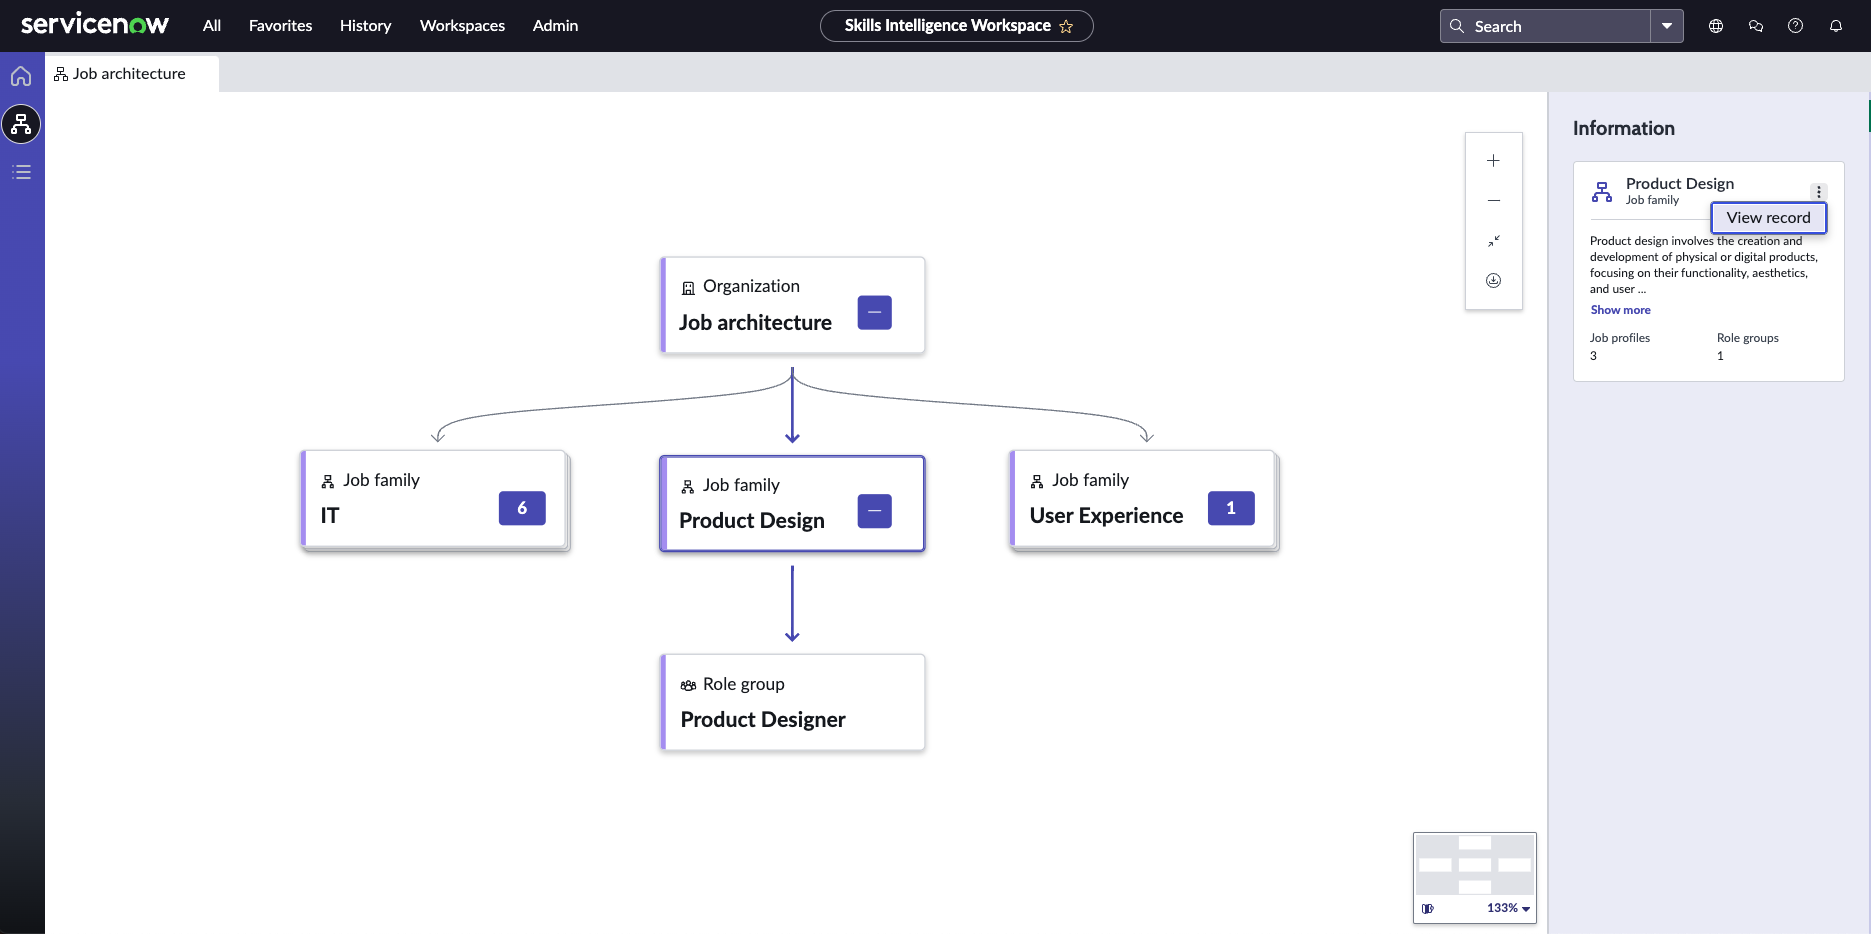 servicenow
All
Favorites
History
Workspaces
Admin
Skills Intelligence Workspace
Search
Job architecture
Organization
Job architecture
Job family
IT
6
Job family
Product Design
Job family
User Experience
1
Role group
Product Designer
133%
Information
Product Design
Job family
View record
Product design involves the creation and
development of physical or digital products,
focusing on their functionality, aesthetics,
and user ...
Show more
Job profiles
3
Role groups
1